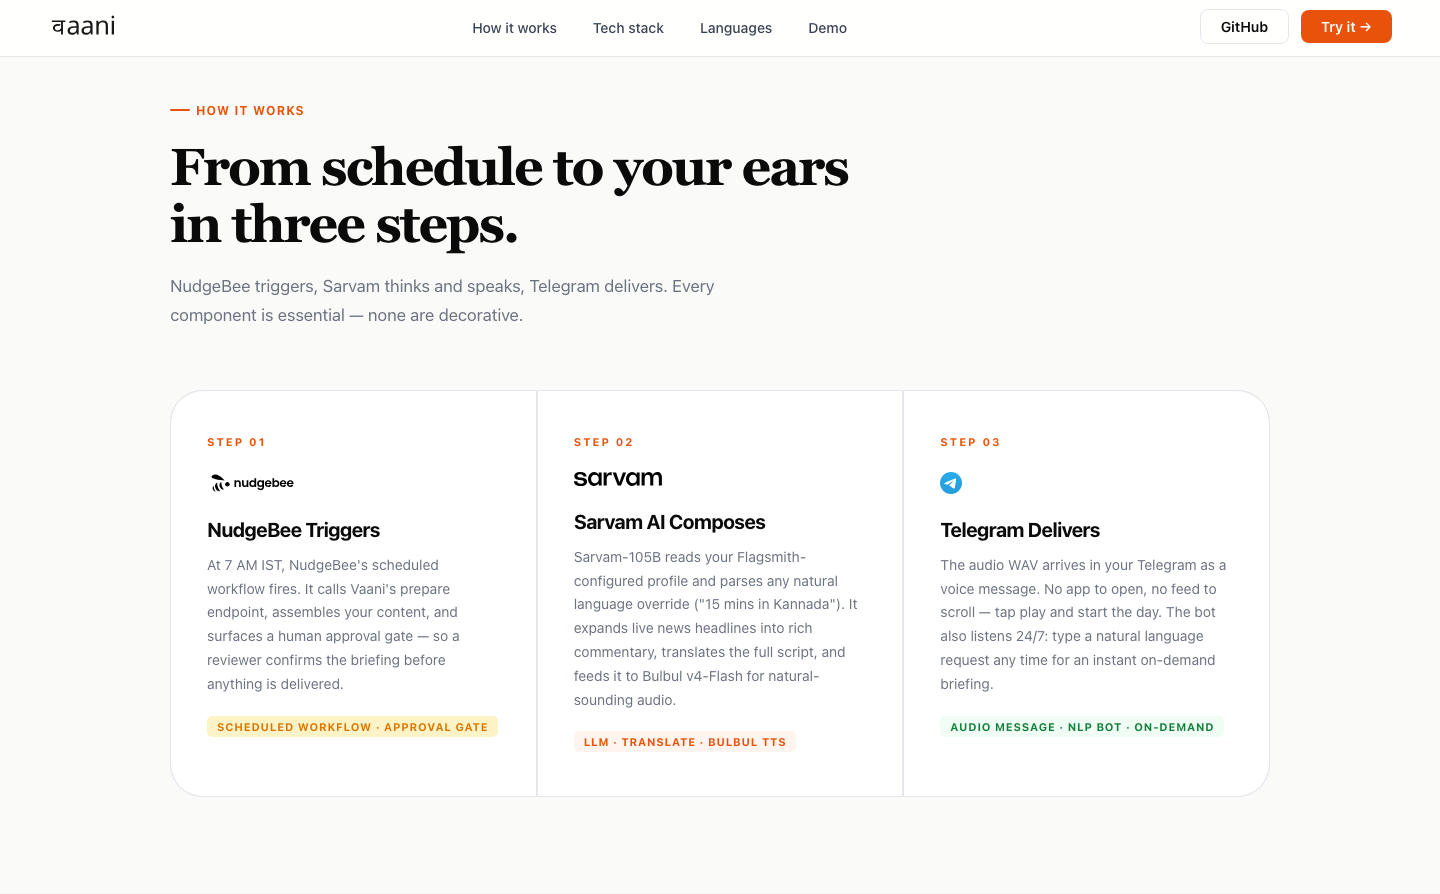 वaani
How it works
Tech stack
Languages
Demo
GitHub
Try it →
HOW IT WORKS
From schedule to your ears
in three steps.
NudgeBee triggers, Sarvam thinks and speaks, Telegram delivers. Every
component is essential — none are decorative.
STEP 01
nudgebee
NudgeBee Triggers
At 7 AM IST, NudgeBee's scheduled
workflow fires. It calls Vaani's prepare
endpoint, assembles your content, and
surfaces a human approval gate — so a
reviewer confirms the briefing before
anything is delivered.
SCHEDULED WORKFLOW · APPROVAL GATE
STEP 02
sarvam
Sarvam AI Composes
Sarvam-105B reads your Flagsmith-
configured profile and parses any natural
language override ("15 mins in Kannada"). It
expands live news headlines into rich
commentary, translates the full script, and
feeds it to Bulbul v4-Flash for natural-
sounding audio.
LLM · TRANSLATE · BULBUL TTS
STEP 03
Telegram Delivers
The audio WAV arrives in your Telegram as a
voice message. No app to open, no feed to
scroll — tap play and start the day. The bot
also listens 24/7: type a natural language
request any time for an instant on-demand
briefing.
AUDIO MESSAGE · NLP BOT · ON-DEMAND